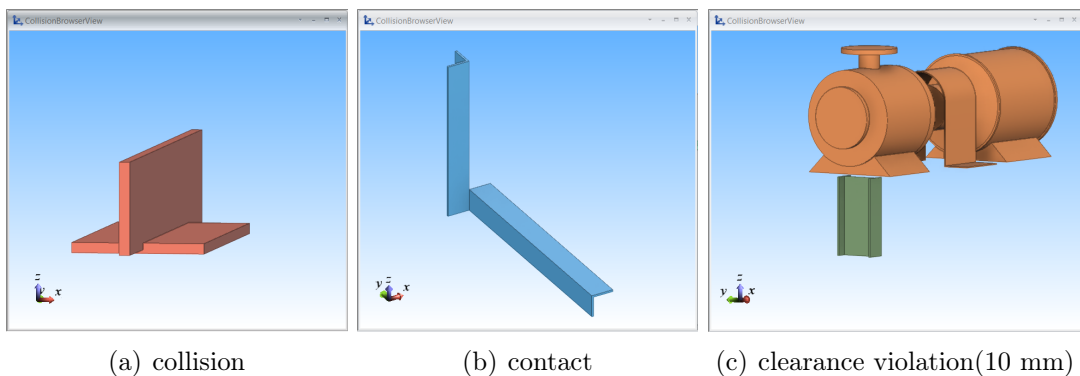 CollisionBrowserView
CollisionBrowserView
CollisionBrowserView
z
y
x
y
z
x
y
z
x
(a) collision
(b) contact
(c) clearance violation(10 mm)